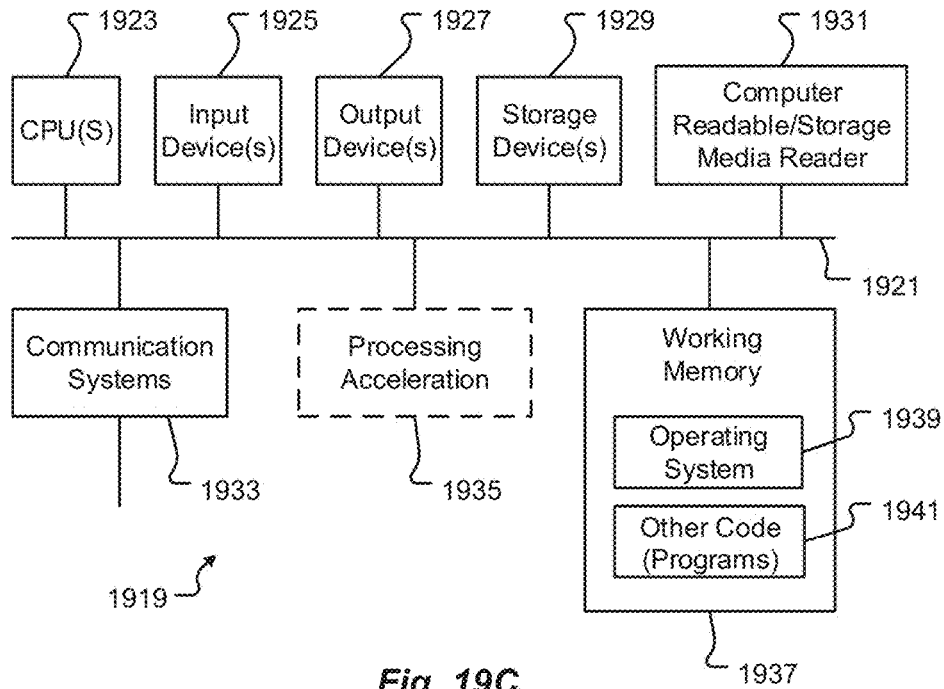 1923
1925
1927
1929
1931
CPU(S)
Input
Device(s)
Output
Device(s)
Storage
Device(s)
Computer
Readable/Storage
Media Reader
1921
Communication
Systems
Processing
Acceleration
Working
Memory
Operating
System
1939
Other Code
(Programs)
1941
1933
1935
1919
1937
Fig. 19C